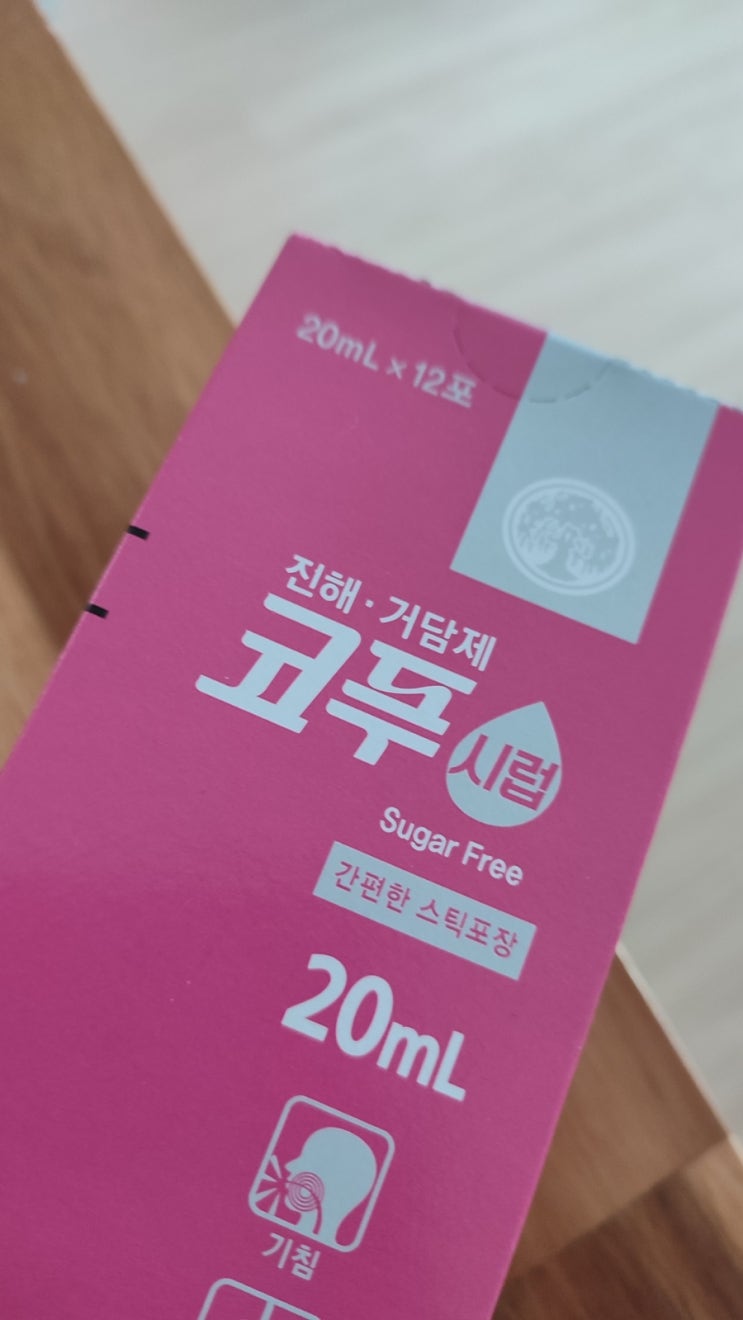 20mL x 12포
진해·거담제
코푸시럽
Sugar Free
간편한 스틱포장
20mL
기침